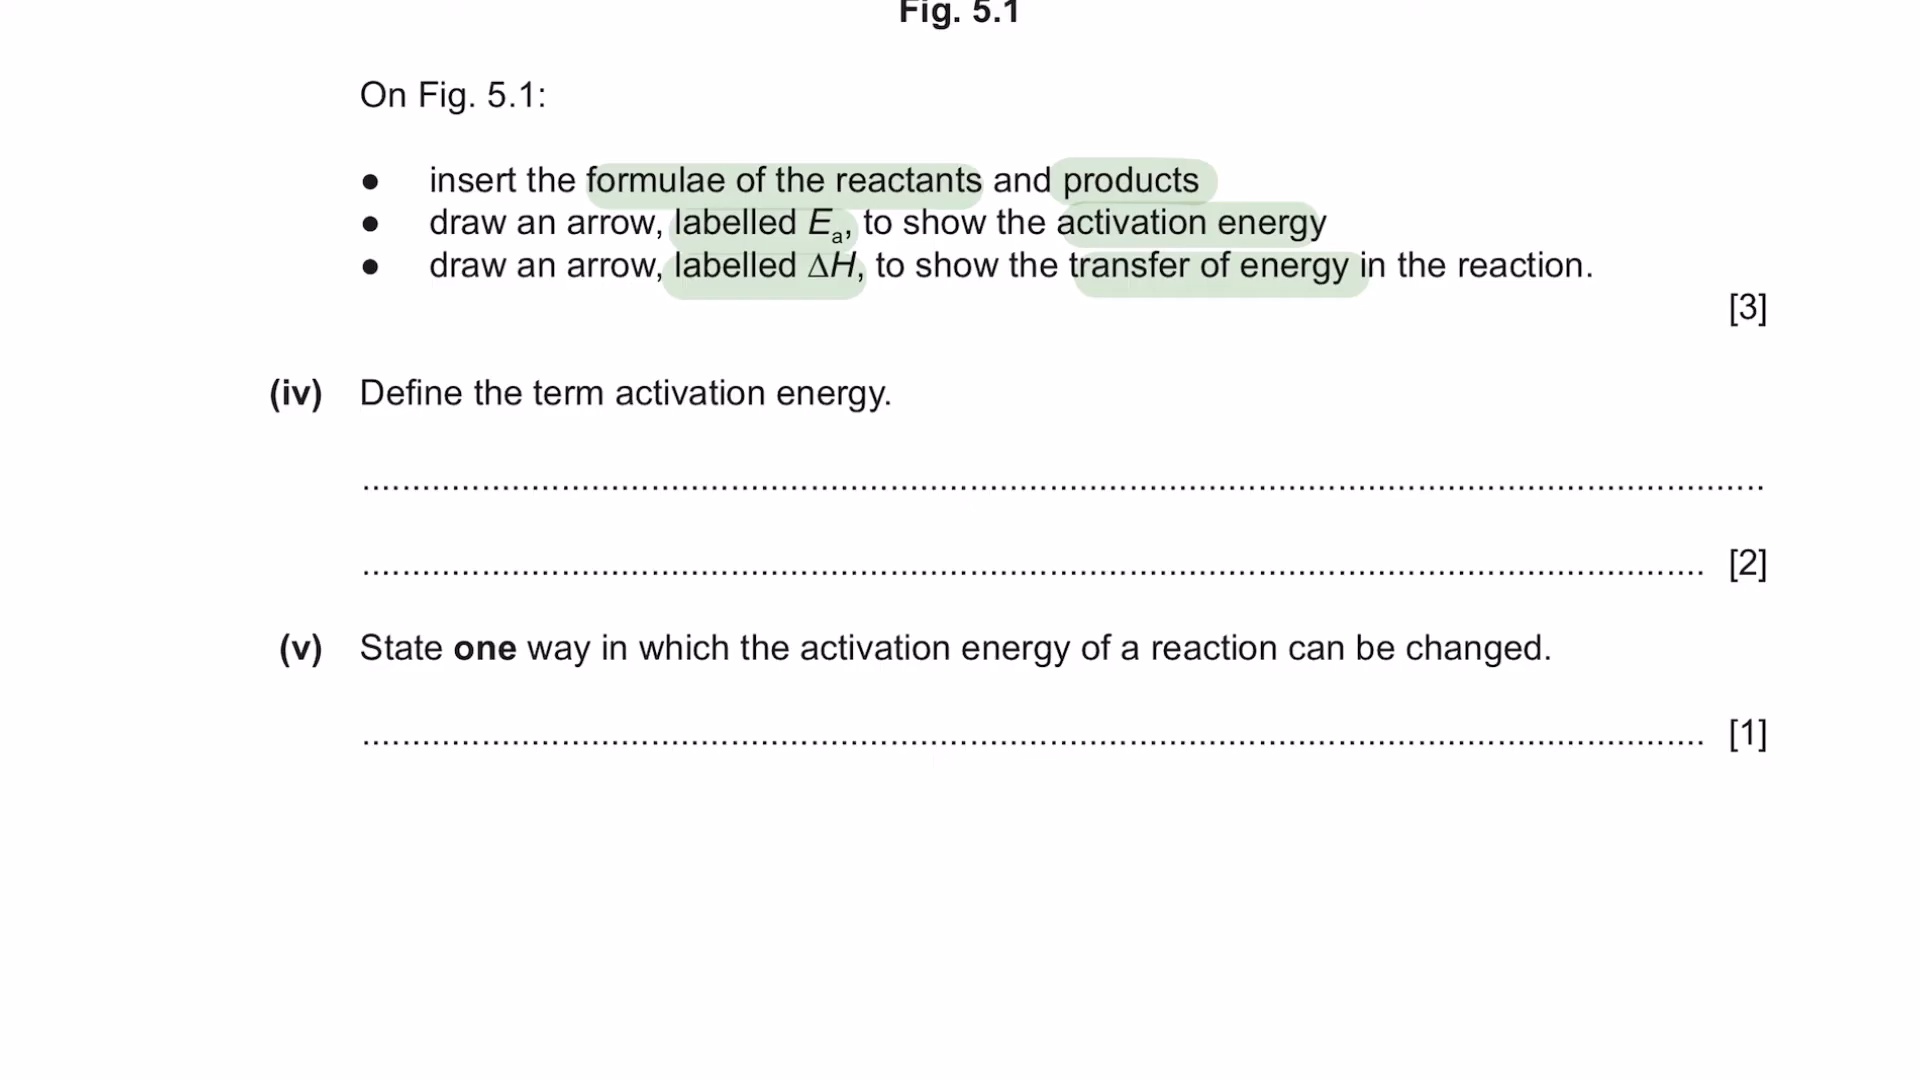 Fig. 5.1
On Fig. 5.1:
● insert the formulae of the reactants and products
● draw an arrow, labelled Eₐ, to show the activation energy
● draw an arrow, labelled ΔH, to show the transfer of energy in the reaction.
[3]
(iv) Define the term activation energy.
........................................................................................................................................
.................................................................................................................................. [2]
(v) State one way in which the activation energy of a reaction can be changed.
.................................................................................................................................. [1]